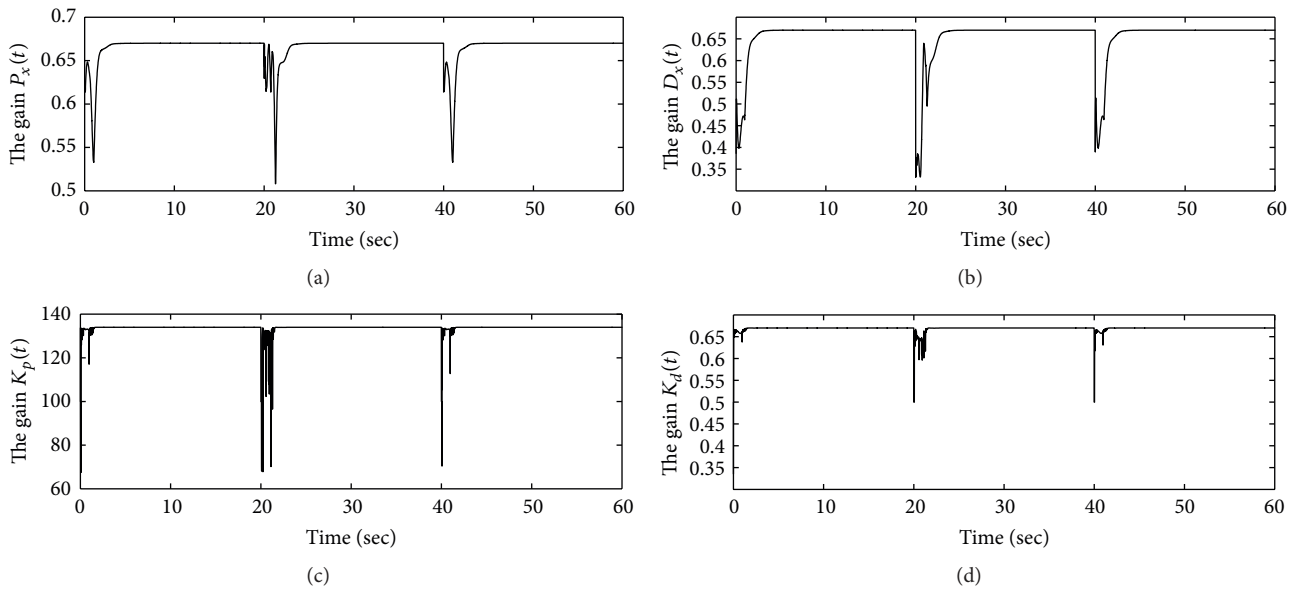 0.7
0.65
0.6
0.55
0.5
The gain P_x(t)
0 10 20 30 40 50 60
Time (sec)
(a)
0.65
0.6
0.55
0.5
0.45
0.4
0.35
The gain D_x(t)
0 10 20 30 40 50 60
Time (sec)
(b)
140
120
100
80
60
The gain K_p(t)
0 10 20 30 40 50 60
Time (sec)
(c)
0.65
0.6
0.55
0.5
0.45
0.4
0.35
The gain K_d(t)
0 10 20 30 40 50 60
Time (sec)
(d)